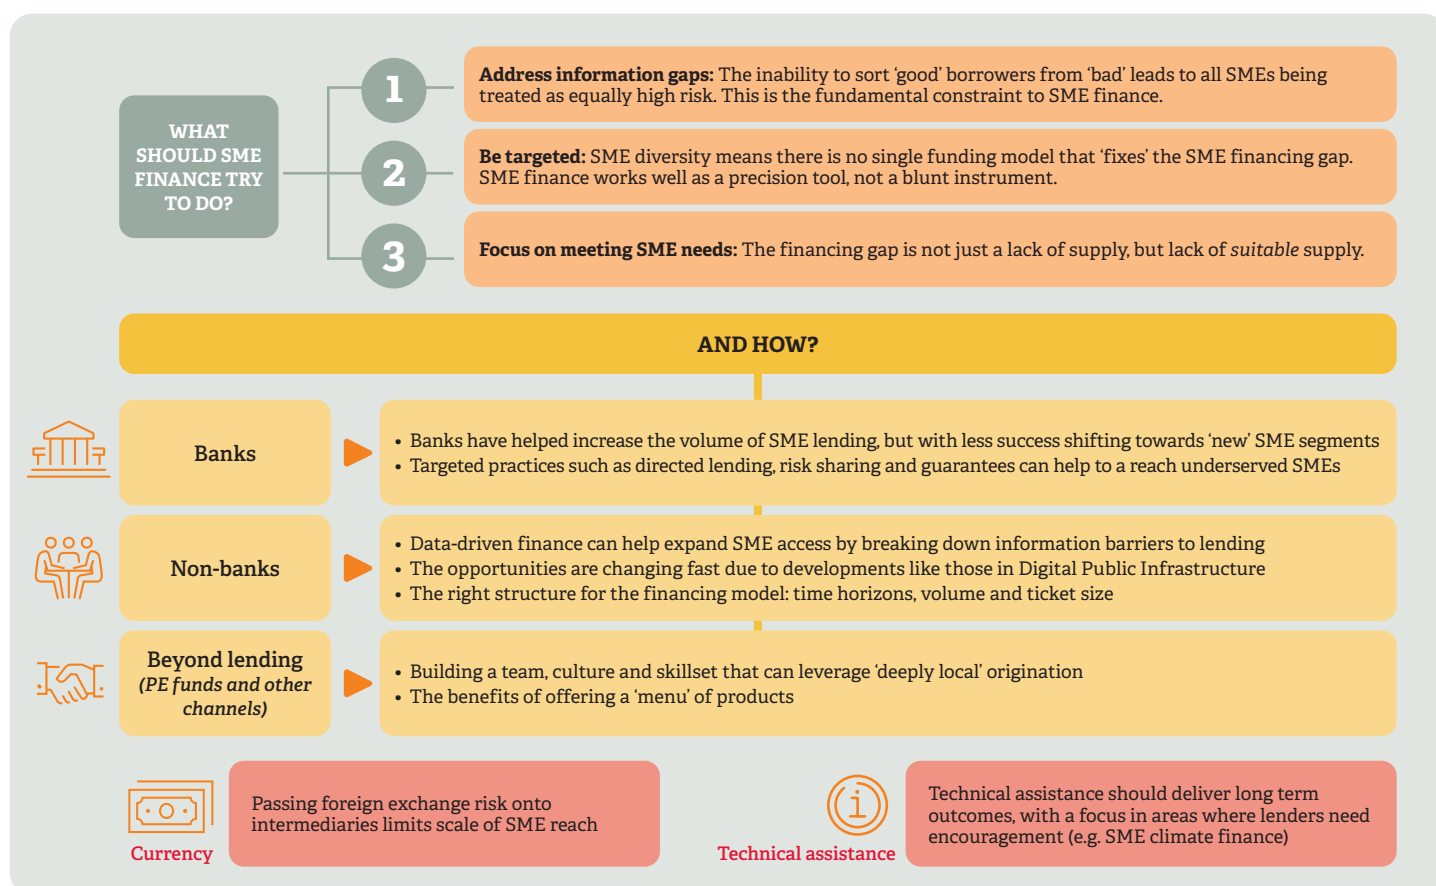 WHAT
SHOULD SME
FINANCE TRY
TO DO?
1
Address information gaps: The inability to sort ‘good’ borrowers from ‘bad’ leads to all SMEs being
treated as equally high risk. This is the fundamental constraint to SME finance.
2
Be targeted: SME diversity means there is no single funding model that ‘fixes’ the SME financing gap.
SME finance works well as a precision tool, not a blunt instrument.
3
Focus on meeting SME needs: The financing gap is not just a lack of supply, but lack of suitable supply.
AND HOW?
Banks
• Banks have helped increase the volume of SME lending, but with less success shifting towards ‘new’ SME segments
• Targeted practices such as directed lending, risk sharing and guarantees can help to a reach underserved SMEs
Non-banks
• Data-driven finance can help expand SME access by breaking down information barriers to lending
• The opportunities are changing fast due to developments like those in Digital Public Infrastructure
• The right structure for the financing model: time horizons, volume and ticket size
Beyond lending
(PE funds and other
channels)
• Building a team, culture and skillset that can leverage ‘deeply local’ origination
• The benefits of offering a ‘menu’ of products
Currency
Passing foreign exchange risk onto
intermediaries limits scale of SME reach
Technical assistance
Technical assistance should deliver long term
outcomes, with a focus in areas where lenders need
encouragement (e.g. SME climate finance)